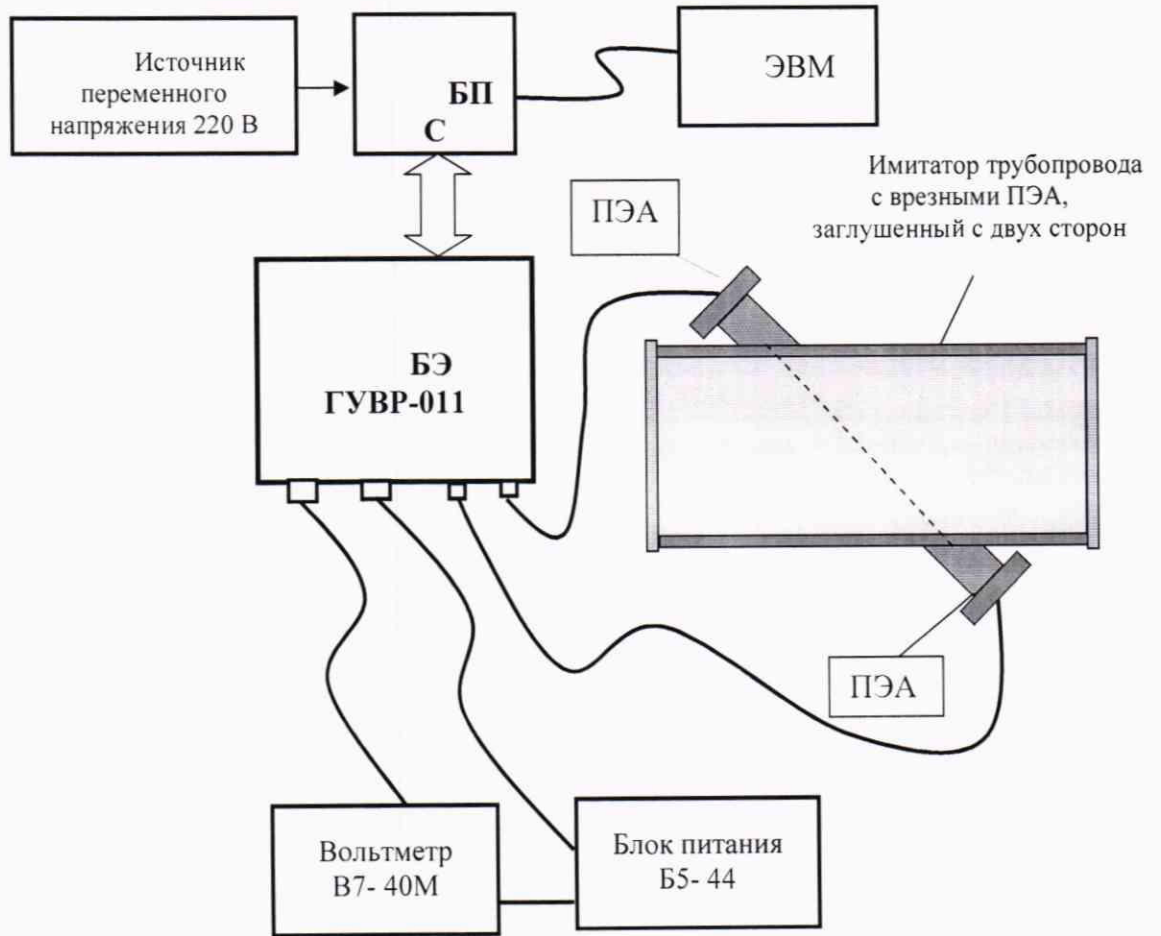 Источник
переменного
напряжения 220 В
БП
С
ЭВМ
Имитатор трубопровода
с врезными ПЭА,
заглушенный с двух сторон
ПЭА
БЭ
ГУВР-011
ПЭА
Вольтметр
В7- 40М
Блок питания
Б5- 44